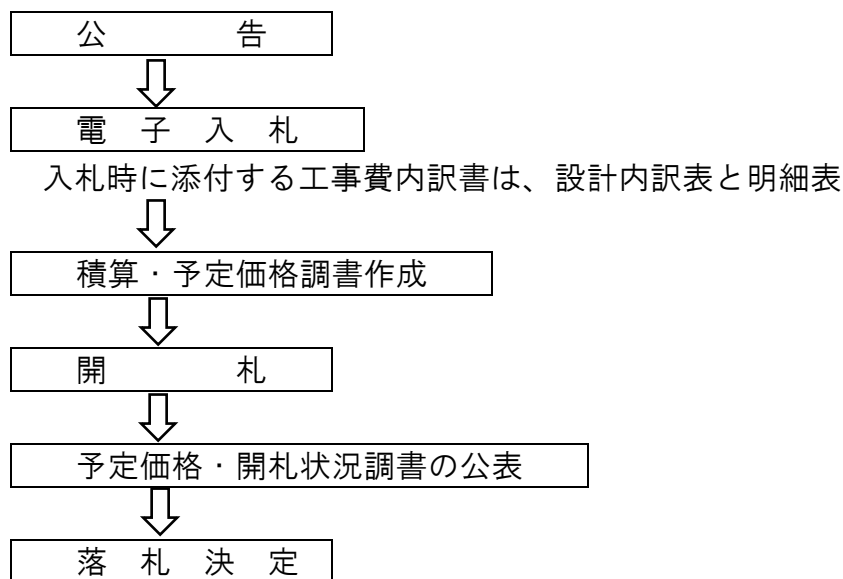 公　　　　告
電　子　入　札
入札時に添付する工事費内訳書は、設計内訳表と明細表
積算・予定価格調書作成
開　　　　札
予定価格・開札状況調書の公表
落　札　決　定